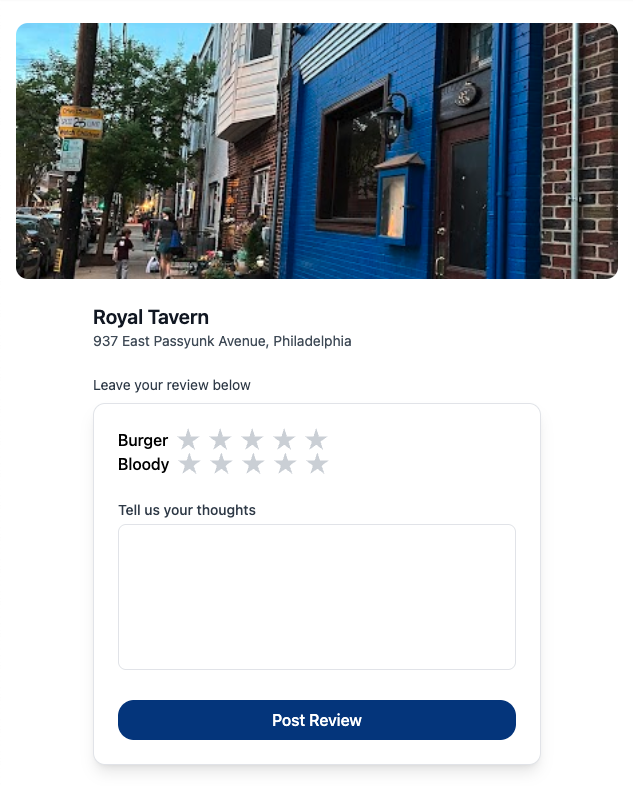 Royal Tavern
937 East Passyunk Avenue, Philadelphia
Leave your review below
Burger
Bloody
Tell us your thoughts
Post Review